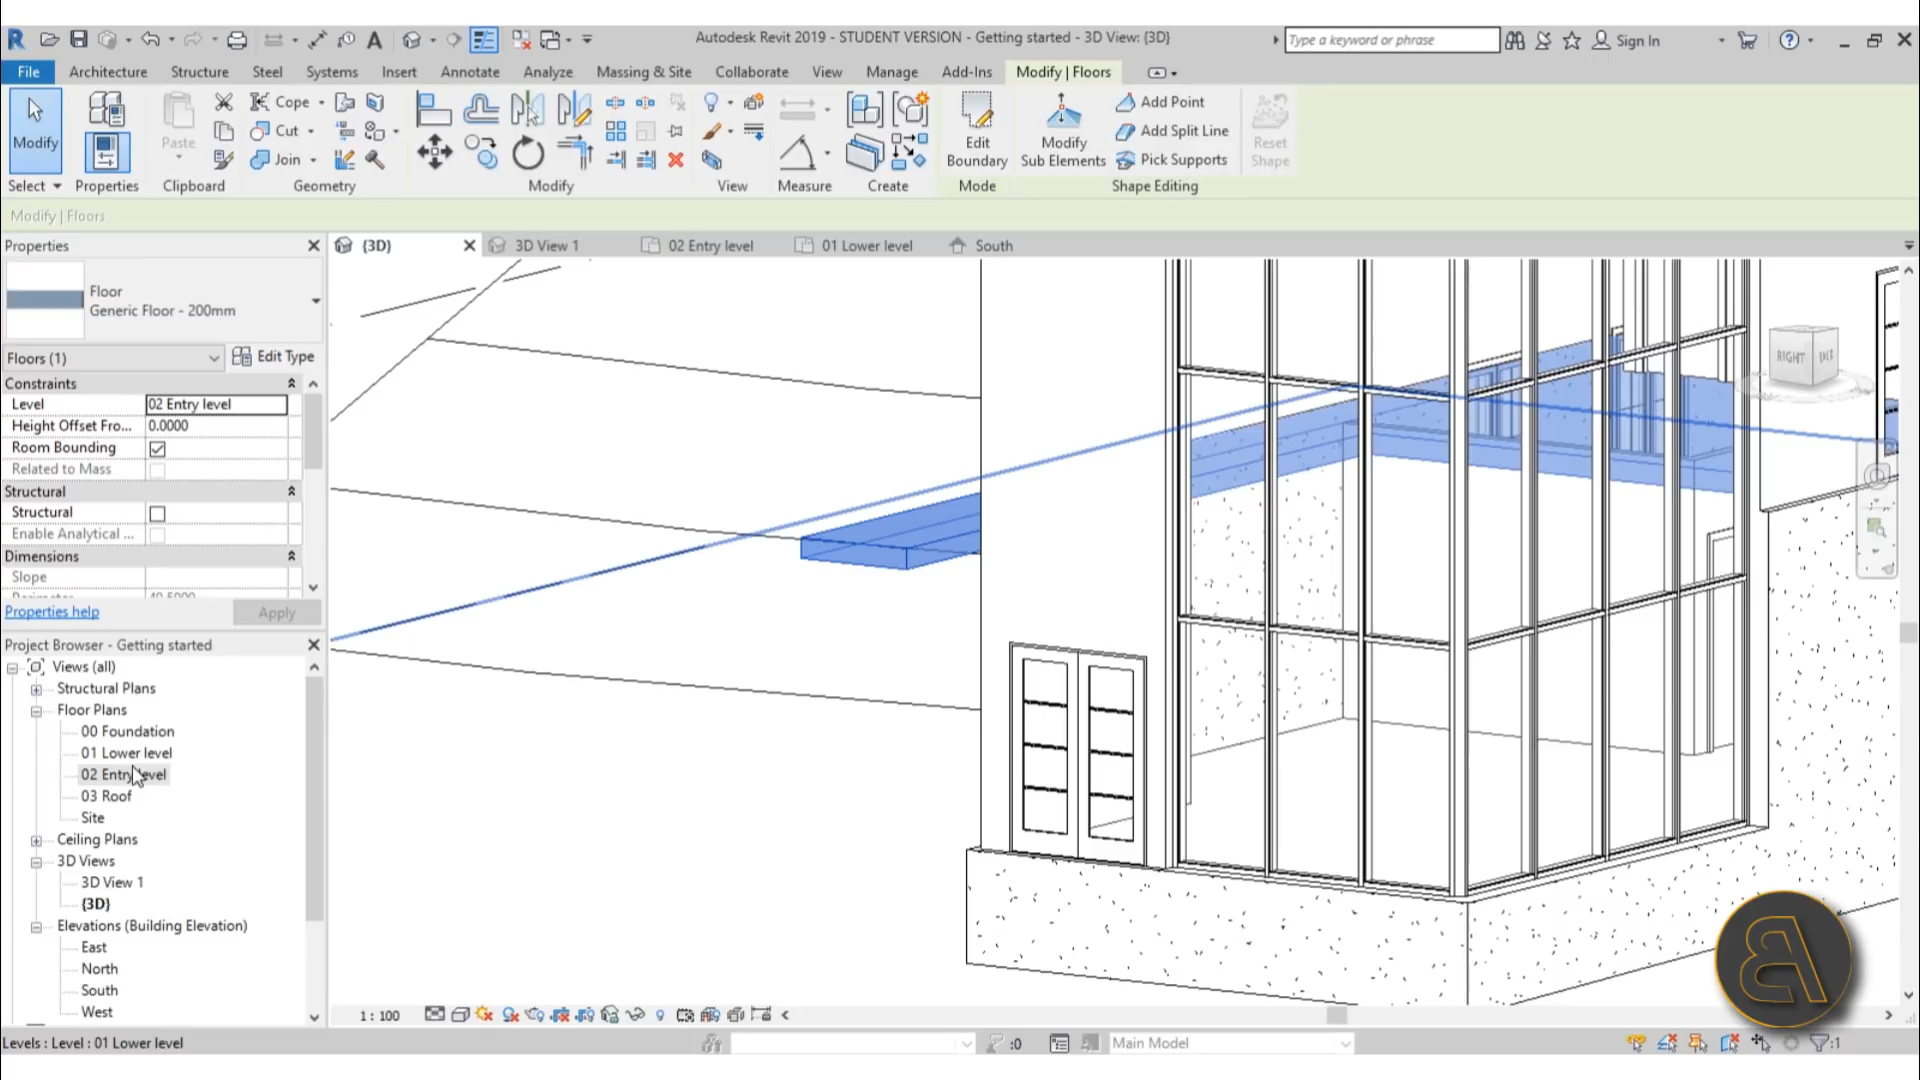 Autodesk Revit 2019 - STUDENT VERSION - Getting started - 3D View: {3D}
Type a keyword or phrase
Sign In
File Architecture Structure Steel Systems Insert Annotate Analyze Massing & Site Collaborate View Manage Add-Ins Modify | Floors
Modify
Paste
Cope
Cut
Join
Edit Boundary
Modify Sub Elements
Add Point
Add Split Line
Pick Supports
Reset Shape
Select Properties Clipboard Geometry Modify View Measure Create Mode Shape Editing
Modify | Floors
Properties
{3D} 3D View 1 02 Entry level 01 Lower level South
Floor
Generic Floor - 200mm
Floors (1) Edit Type
Constraints
Level 02 Entry level
Height Offset Fro... 0.0000
Room Bounding
Related to Mass
Structural
Structural
Enable Analytical ...
Dimensions
Slope
Properties help Apply
RIGHT
Project Browser - Getting started
Views (all)
Structural Plans
Floor Plans
00 Foundation
01 Lower level
02 Entry level
03 Roof
Site
Ceiling Plans
3D Views
3D View 1
{3D}
Elevations (Building Elevation)
East
North
South
West
1 : 100
Levels : Level : 01 Lower level
:0
Main Model
:1